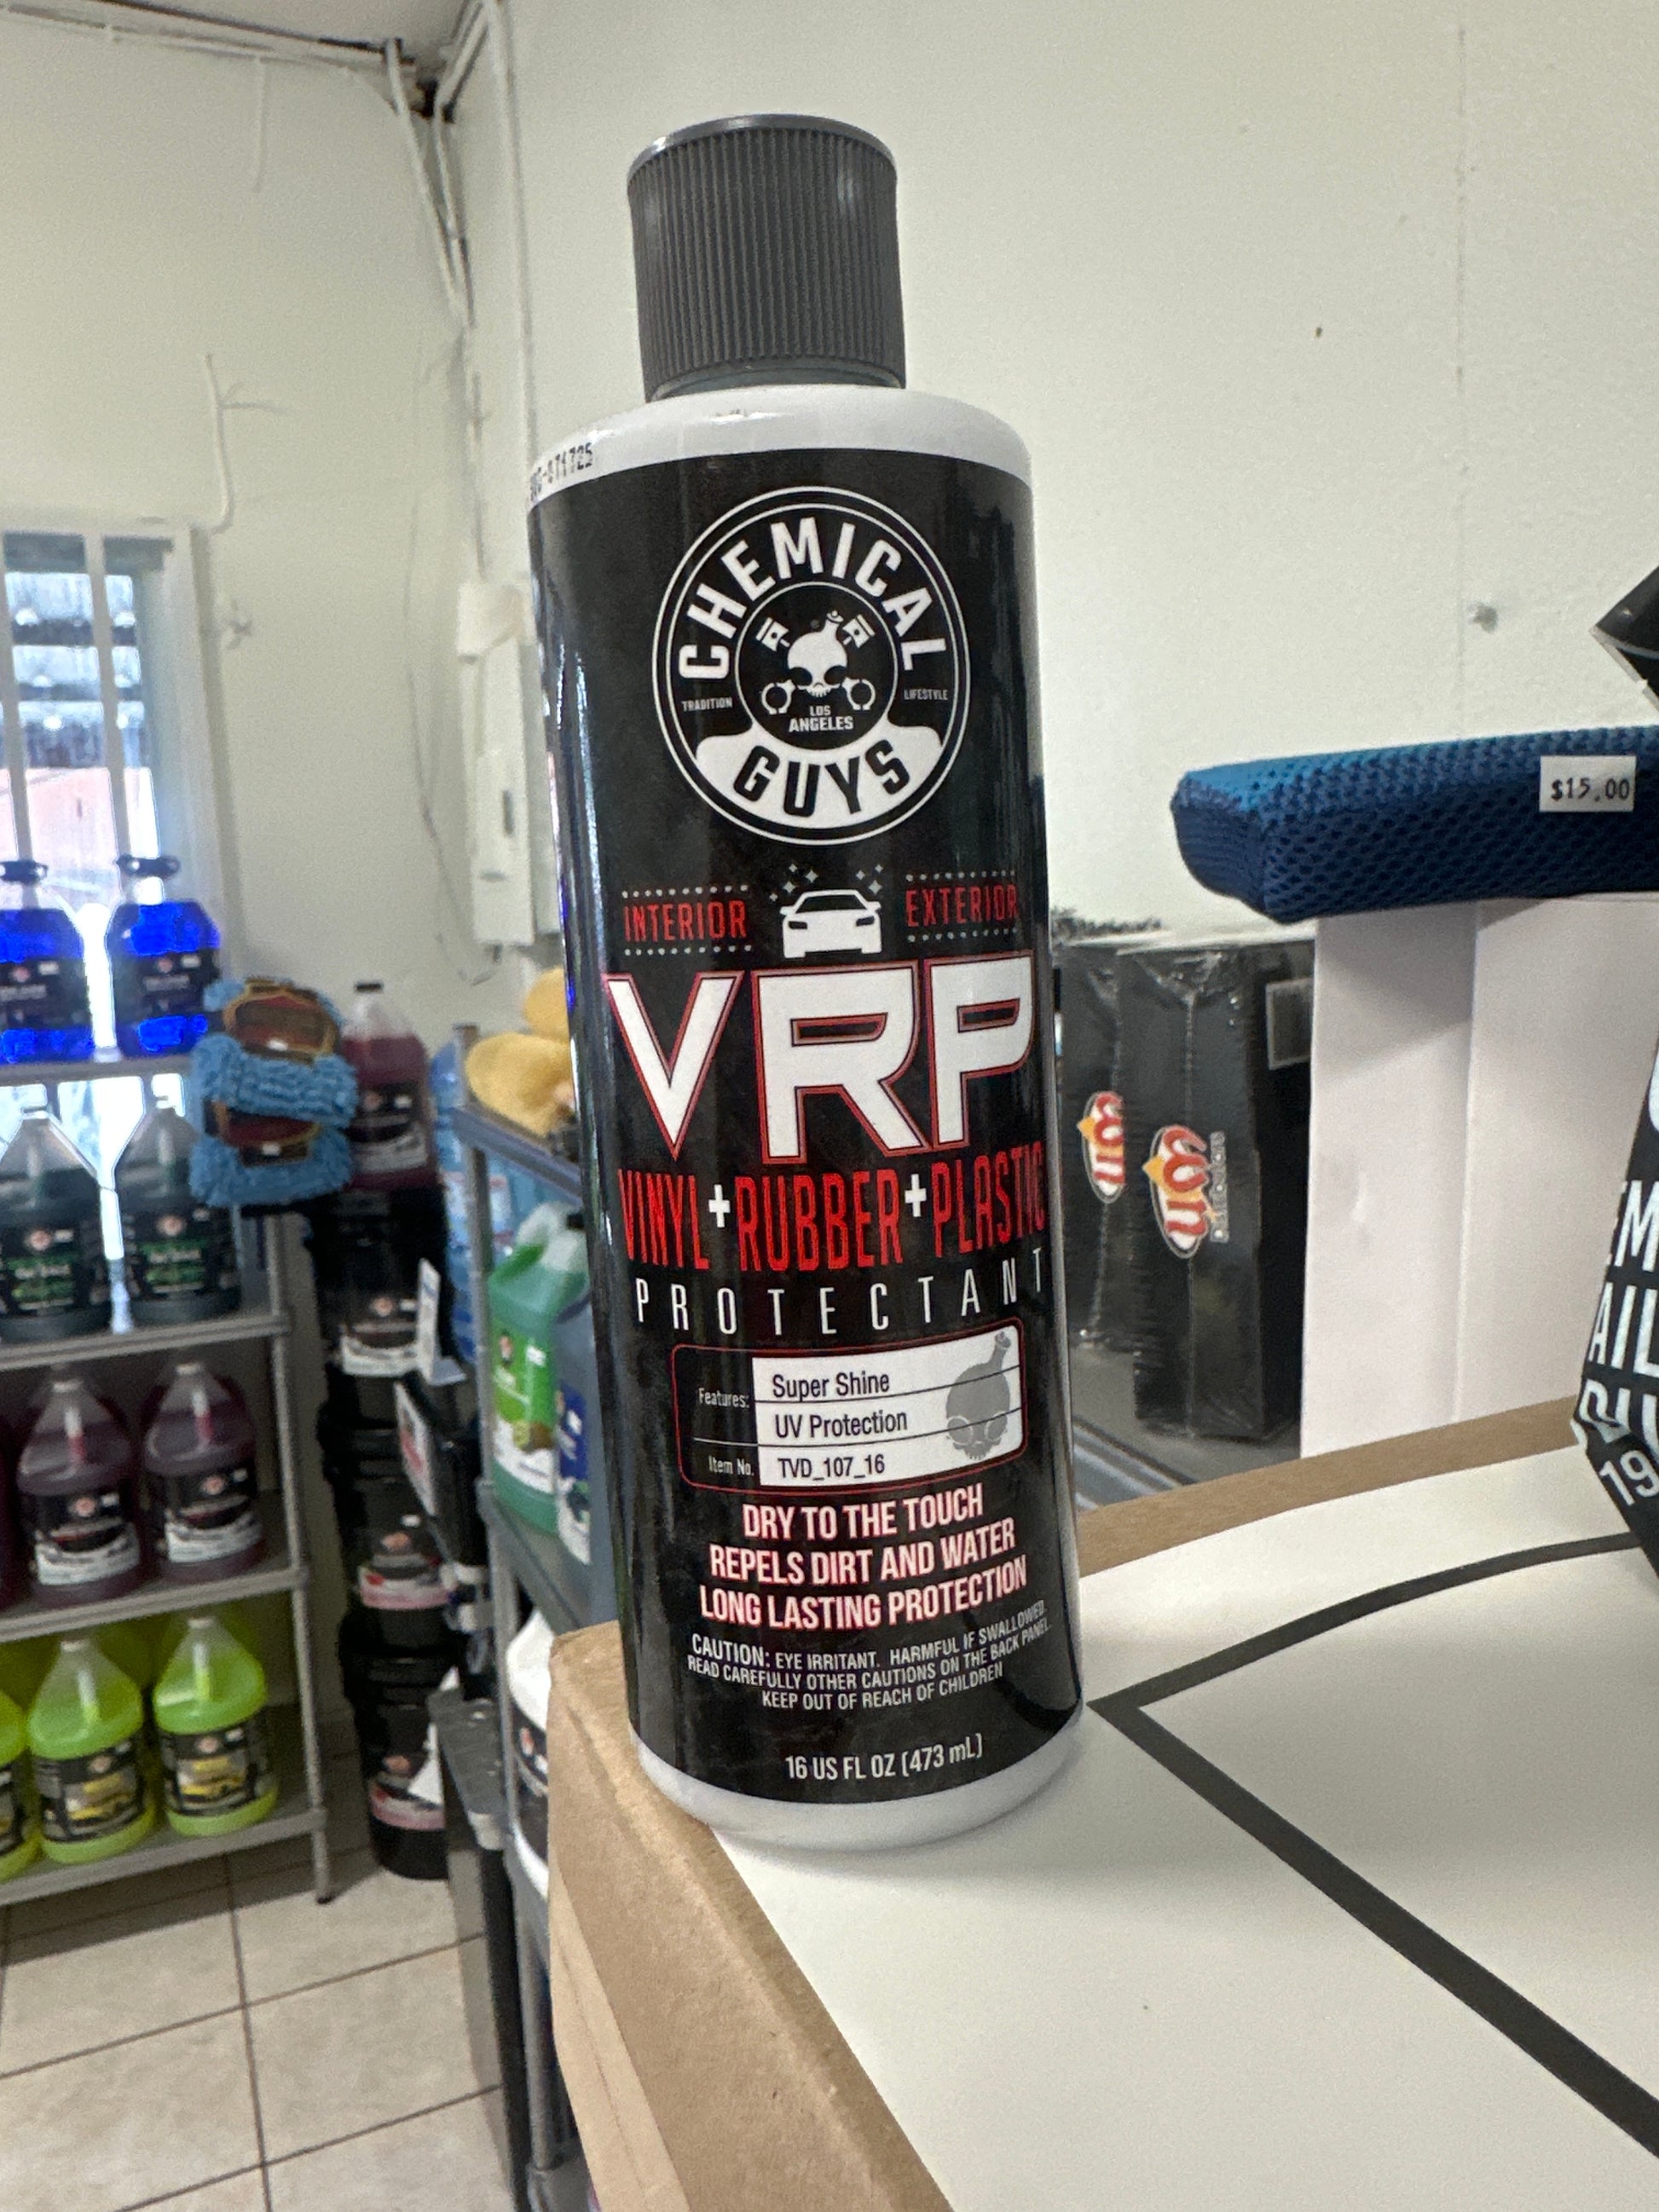 CHEMICAL
TRADITION
LIFESTYLE
LOS
ANGELES
GUYS
INTERIOR
EXTERIOR
VRP
VINYL+RUBBER+PLASTIC
PROTECTANT
Features:
Super Shine
UV Protection
Item No.
TVD_107_16
DRY TO THE TOUCH
REPELS DIRT AND WATER
LONG LASTING PROTECTION
CAUTION: EYE IRRITANT. HARMFUL IF SWALLOWED.
READ CAREFULLY OTHER CAUTIONS ON THE BACK PANEL.
KEEP OUT OF REACH OF CHILDREN
16 US FL OZ (473 mL)
$15.00
19